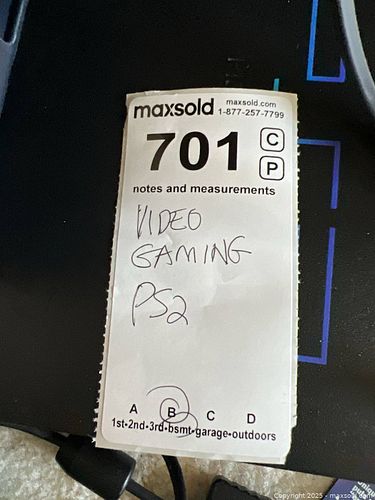 maxsold
maxsold.com
1-877-257-7799
701
C
P
notes and measurements
VIDEO
GAMING
PS2
A B C D
1st-2nd-3rd-bsmt-garage-outdoors
Copyright 2025 - maxsold.com